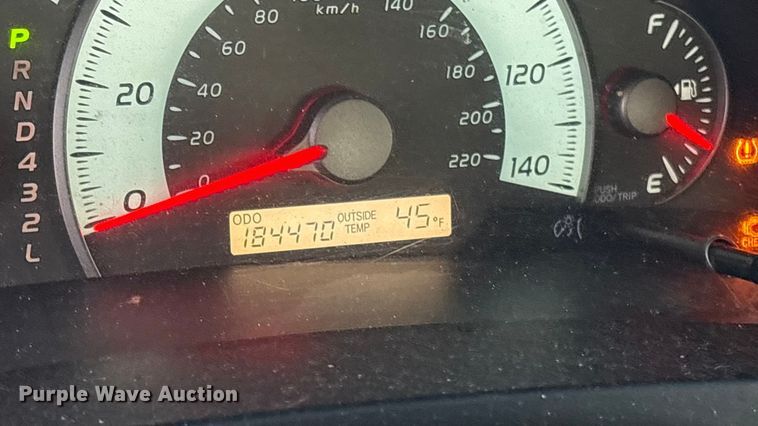 P
R
N
D
4
3
2
L
0
20
120
140
0
20
40
60
80
km/h
140
160
180
200
220
ODO
184470
OUTSIDE
TEMP
45°F
F
E
PUSH
ODO/TRIP
CHE
Purple Wave Auction